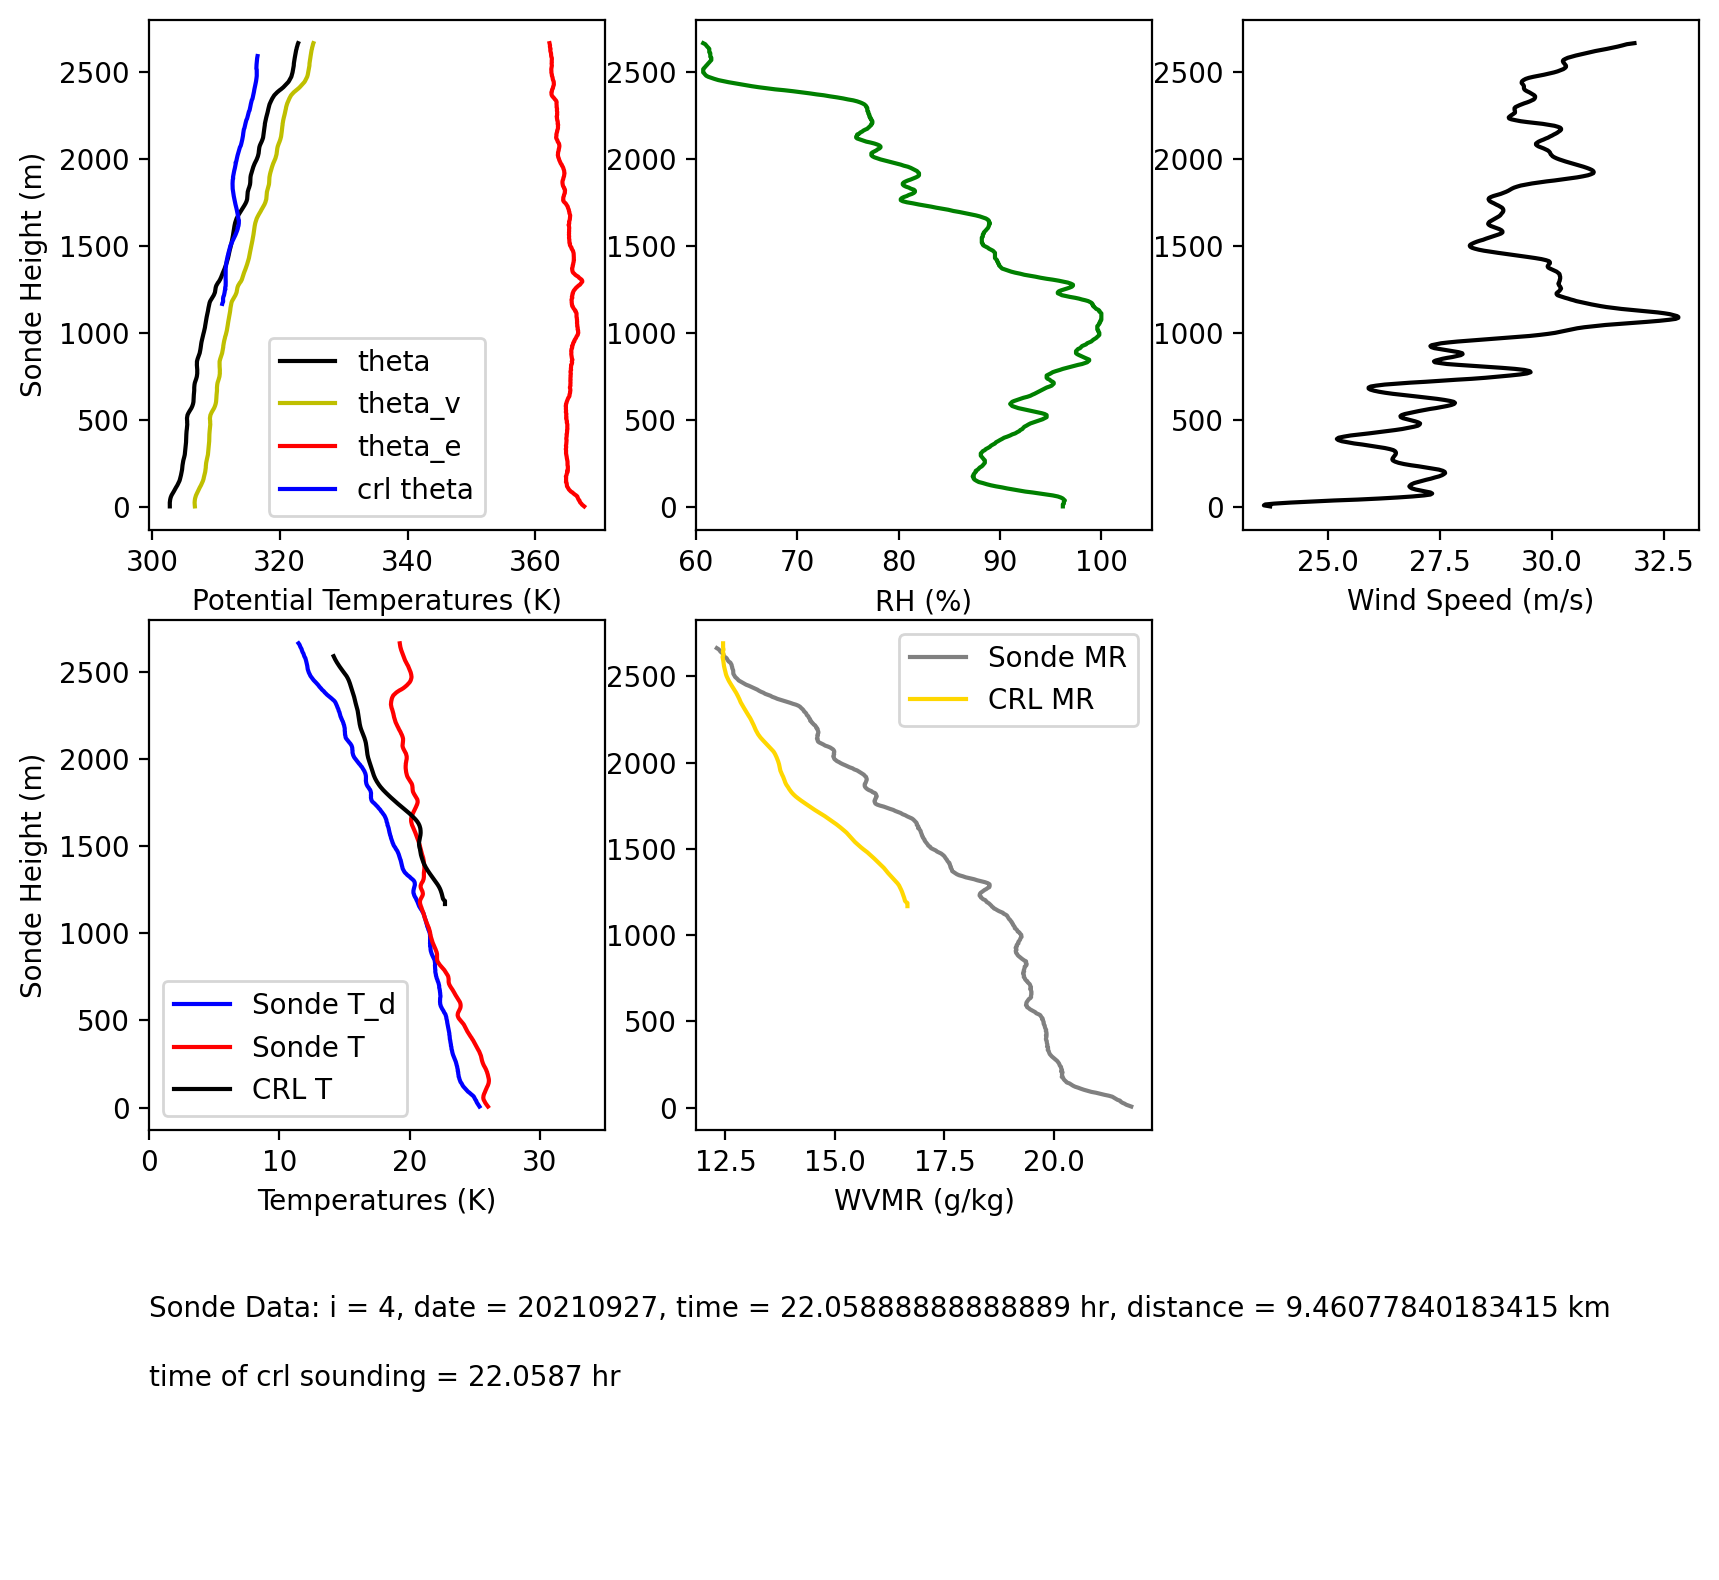 Sonde Height (m)
2500
2000
1500
1000
500
0
theta
theta_v
theta_e
crl theta
300 320 340 360
Potential Temperatures (K)
2500
2000
1500
1000
500
0
60 70 80 90 100
RH (%)
2500
2000
1500
1000
500
0
25.0 27.5 30.0 32.5
Wind Speed (m/s)
Sonde Height (m)
2500
2000
1500
1000
500
0
Sonde T_d
Sonde T
CRL T
0 10 20 30
Temperatures (K)
2500
2000
1500
1000
500
0
Sonde MR
CRL MR
12.5 15.0 17.5 20.0
WVMR (g/kg)
Sonde Data: i = 4, date = 20210927, time = 22.05888888888889 hr, distance = 9.46077840183415 km
time of crl sounding = 22.0587 hr